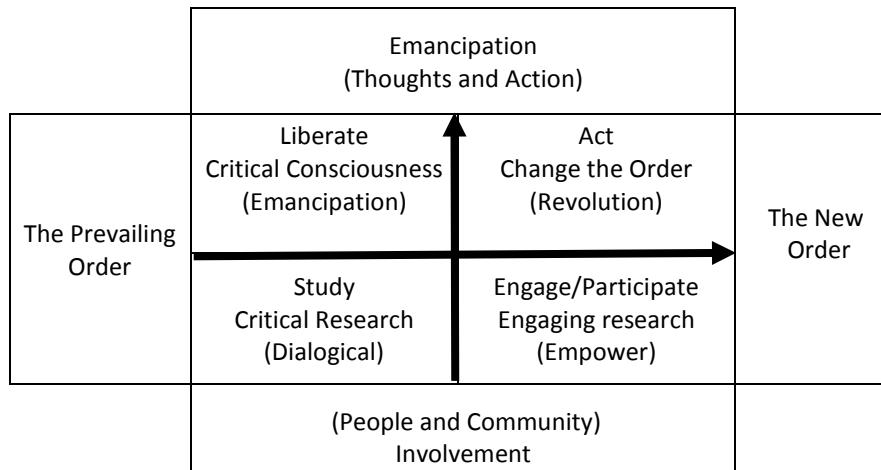 Emancipation
(Thoughts and Action)
The Prevailing
Order
Liberate
Critical Consciousness
(Emancipation)
Act
Change the Order
(Revolution)
The New
Order
Study
Critical Research
(Dialogical)
Engage/Participate
Engaging research
(Empower)
(People and Community)
Involvement